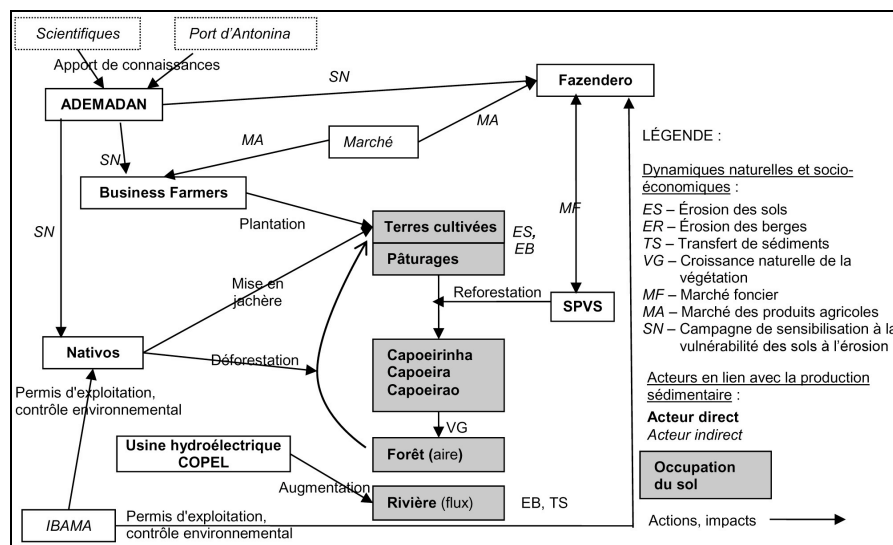 Scientifiques
Port d'Antonina
Apport de connaissances
ADEMADAN
SN
Fazendero
MA
Marché
MA
SN
Business Farmers
Plantation
SN
Terres cultivées
Pâturages
ES,
EB
MF
Mise en
jachère
Reforestation
SPVS
Nativos
Déforestation
Capoeirinha
Capoeira
Capoeirao
Permis d'exploitation,
contrôle environnemental
VG
Usine hydroélectrique
COPEL
Forêt (aire)
Augmentation
Rivière (flux)
EB, TS
IBAMA
Permis d'exploitation,
contrôle environnemental
LÉGENDE :
Dynamiques naturelles et socio-
économiques :
ES – Érosion des sols
ER – Érosion des berges
TS – Transfert de sédiments
VG – Croissance naturelle de la
végétation
MF – Marché foncier
MA – Marché des produits agricoles
SN – Campagne de sensibilisation à la
vulnérabilité des sols à l'érosion
Acteurs en lien avec la production
sédimentaire :
Acteur direct
Acteur indirect
Occupation
du sol
Actions, impacts